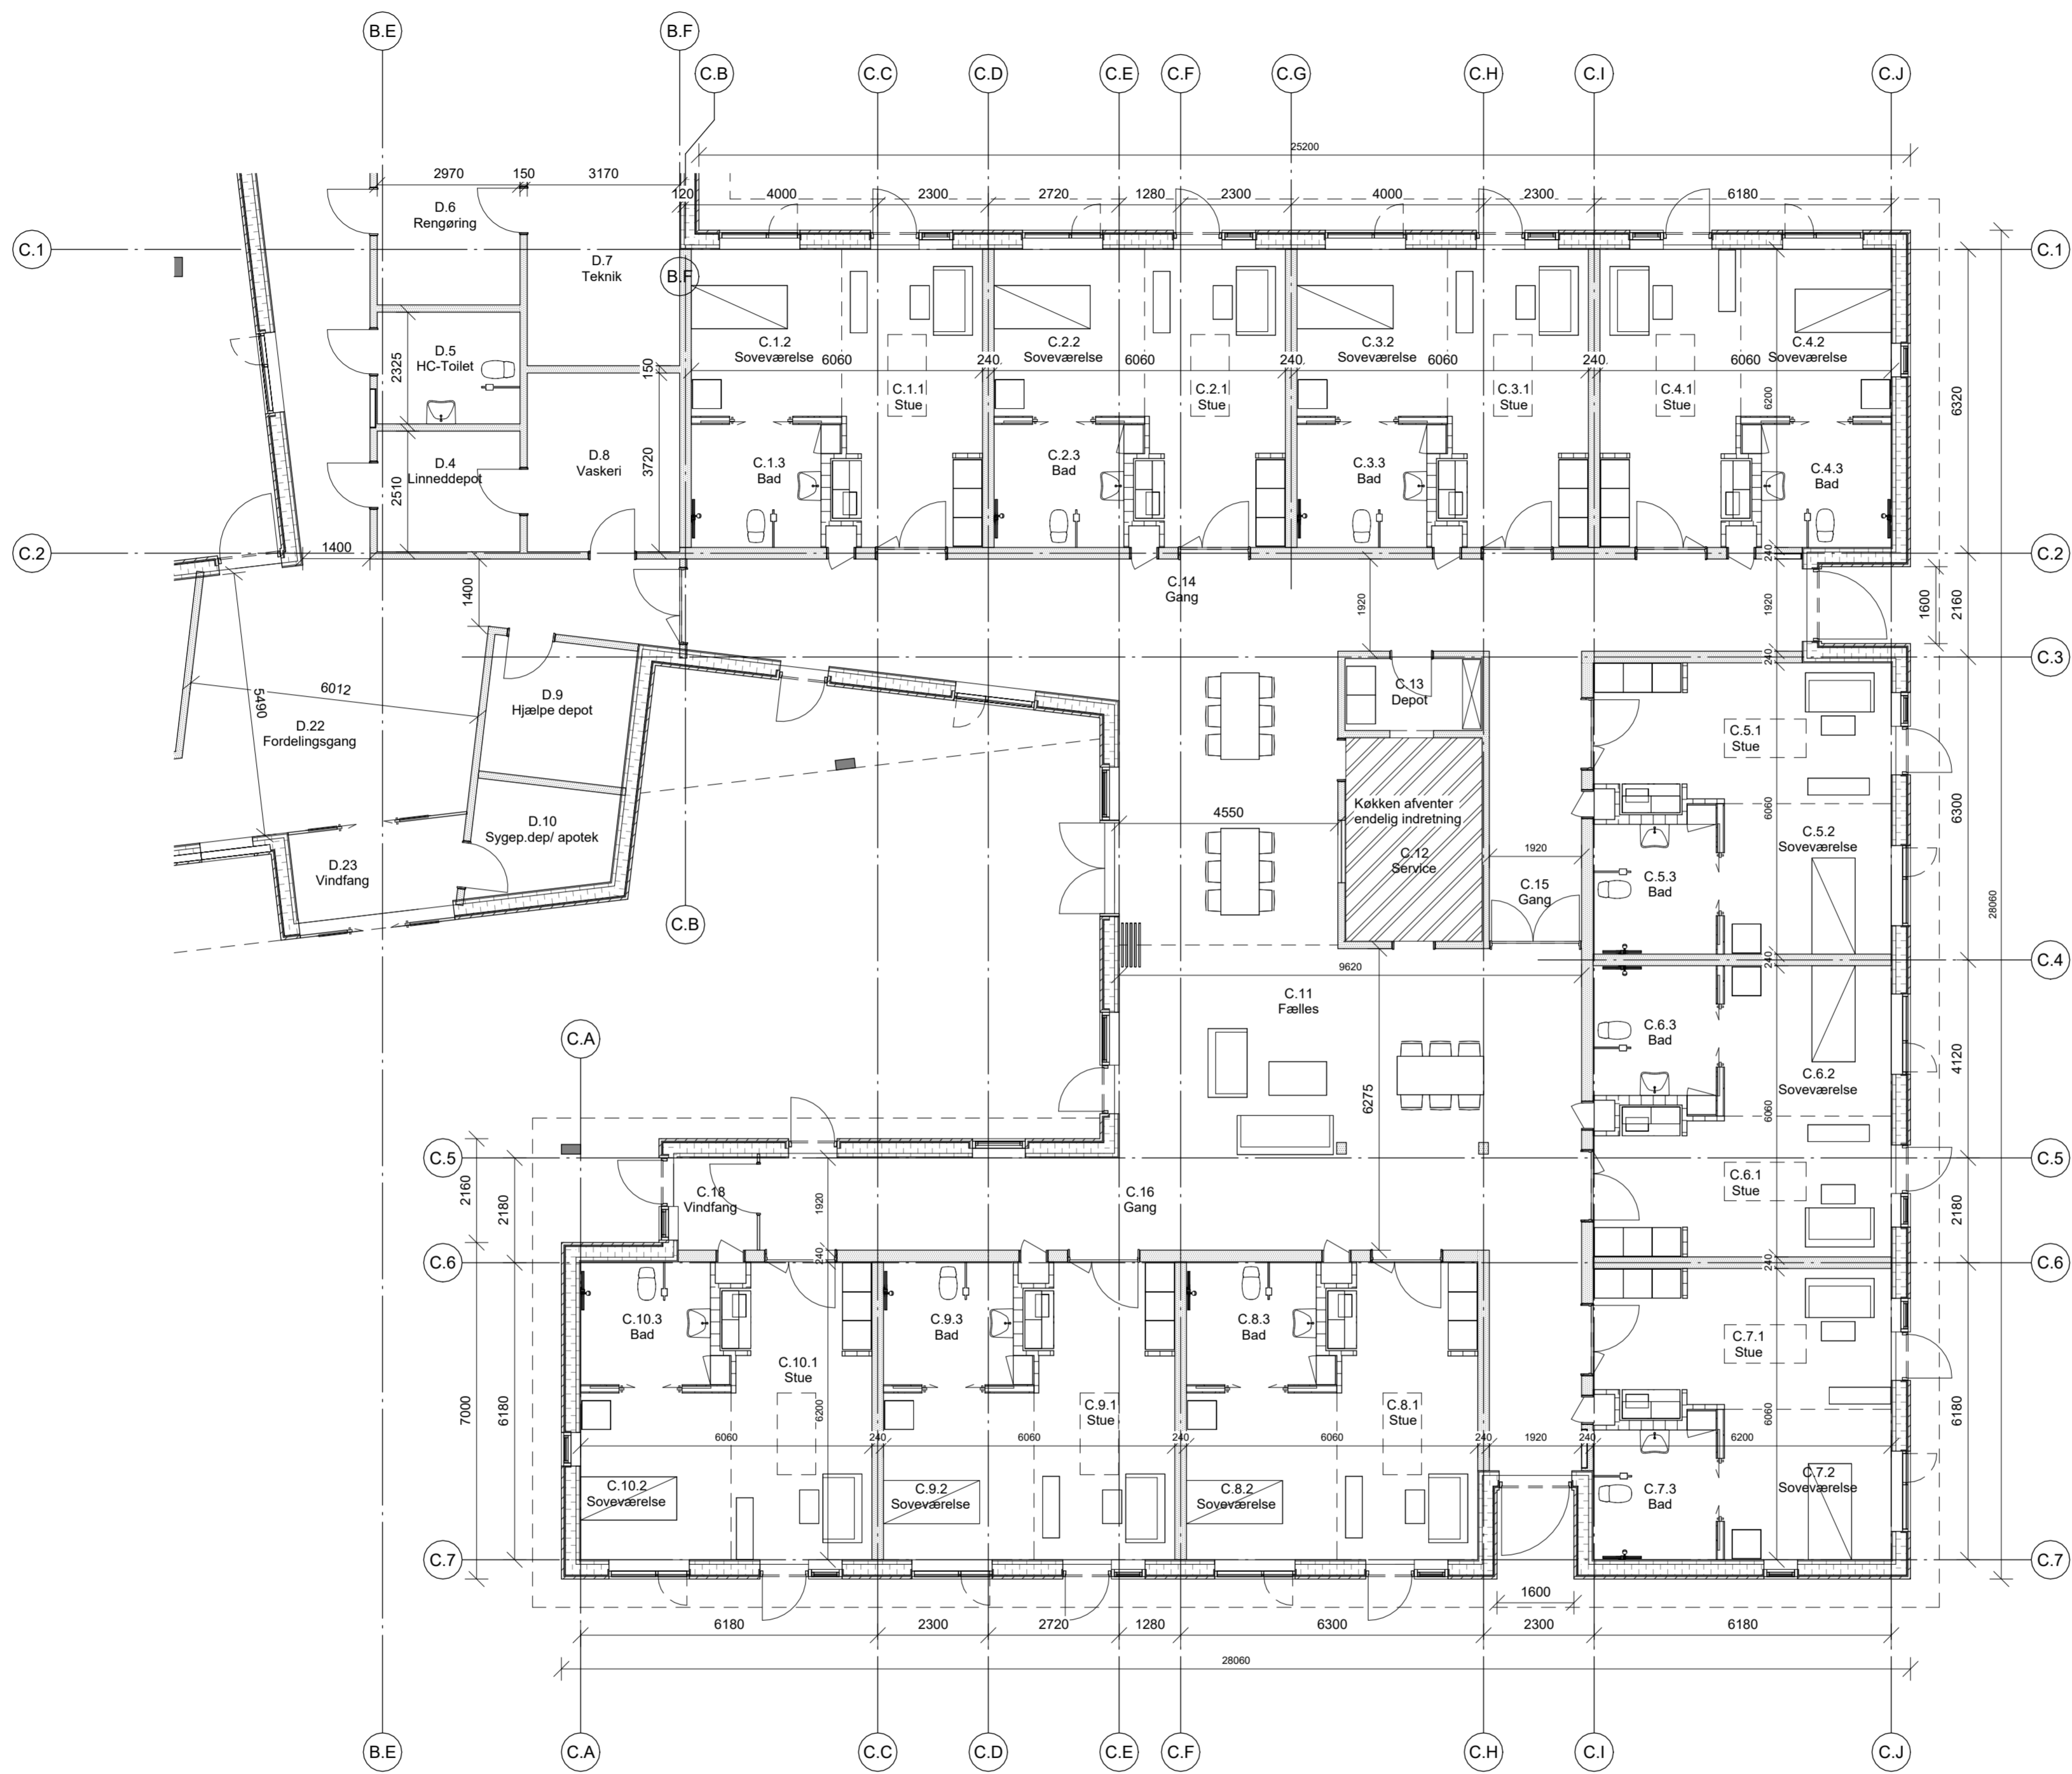 B.E
B.F
C.B
C.C
C.D
C.E
C.F
C.G
C.H
C.I
C.J
25200
2970
150
3170
120
4000
2300
2720
1280
2300
4000
2300
6180
D.6
Rengøring
C.1
C.1
D.7
Teknik
B.F
C.1.2
Soveværelse
C.2.2
Soveværelse
C.3.2
Soveværelse
C.4.2
Soveværelse
D.5
HC-Toilet
2325
150
6060
240
6060
240
6060
240
6060
C.1.1
Stue
C.2.1
Stue
C.3.1
Stue
C.4.1
Stue
6200
6320
D.4
Linneddepot
2510
D.8
Vaskeri
3720
C.1.3
Bad
C.2.3
Bad
C.3.3
Bad
C.4.3
Bad
C.2
1400
240
C.2
1400
C.14
Gang
1920
1920
1600
2160
240
C.3
5490
6012
D.9
Hjælpe depot
C.13
Depot
D.22
Fordelingsgang
C.5.1
Stue
4550
Køkken afventer
endelig indretning
6060
6300
D.10
Sygep.dep/ apotek
C.12
Service
1920
C.5.2
Soveværelse
D.23
Vindfang
C.15
Gang
C.5.3
Bad
28060
C.B
9620
240
C.4
C.11
Fælles
C.6.3
Bad
C.A
4120
C.6.2
Soveværelse
6275
6060
C.5
C.5
2160
2180
C.18
Vindfang
1920
C.16
Gang
C.6.1
Stue
2180
C.6
240
240
C.6
C.10.3
Bad
C.9.3
Bad
C.8.3
Bad
C.7.1
Stue
C.10.1
Stue
7000
6180
6200
C.9.1
Stue
C.8.1
Stue
6060
6180
6060
240
6060
240
6060
240
1920
240
6200
C.10.2
Soveværelse
C.9.2
Soveværelse
C.8.2
Soveværelse
C.7.3
Bad
C.7.2
Soveværelse
C.7
C.7
1600
6180
2300
2720
1280
6300
2300
6180
28060
B.E
C.A
C.C
C.D
C.E
C.F
C.H
C.I
C.J